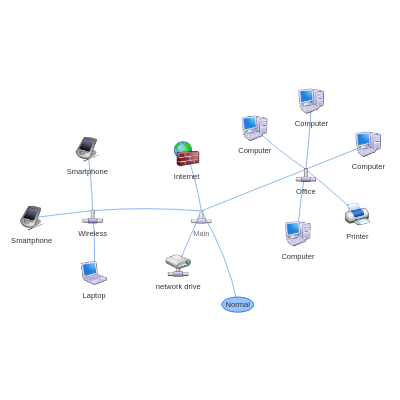 Computer
Computer
Computer
Smartphone
Internet
Office
Smartphone
Wireless
Main
Printer
Computer
network drive
Laptop
Normal